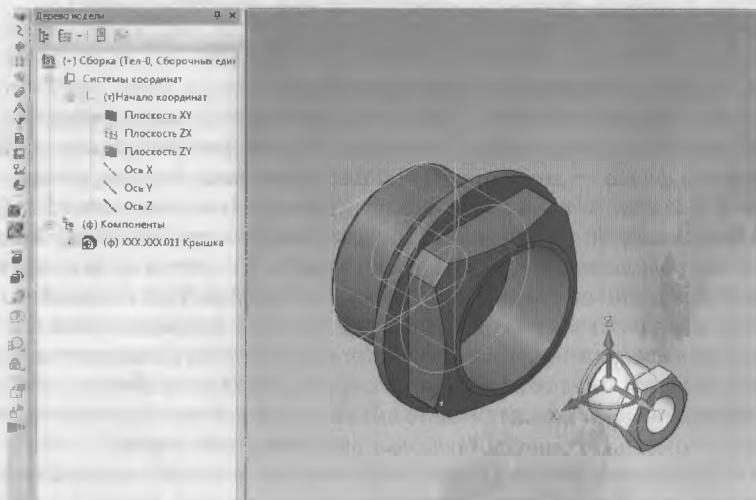 Дерево модели
(+) Сборка (Тел-0, Сборочных един
Системы координат
(т)Начало координат
Плоскость XY
Плоскость ZX
Плоскость ZY
Ось X
Ось Y
Ось Z
(ф) Компоненты
(ф) XXX.XXX.011 Крышка
Z
X
Y